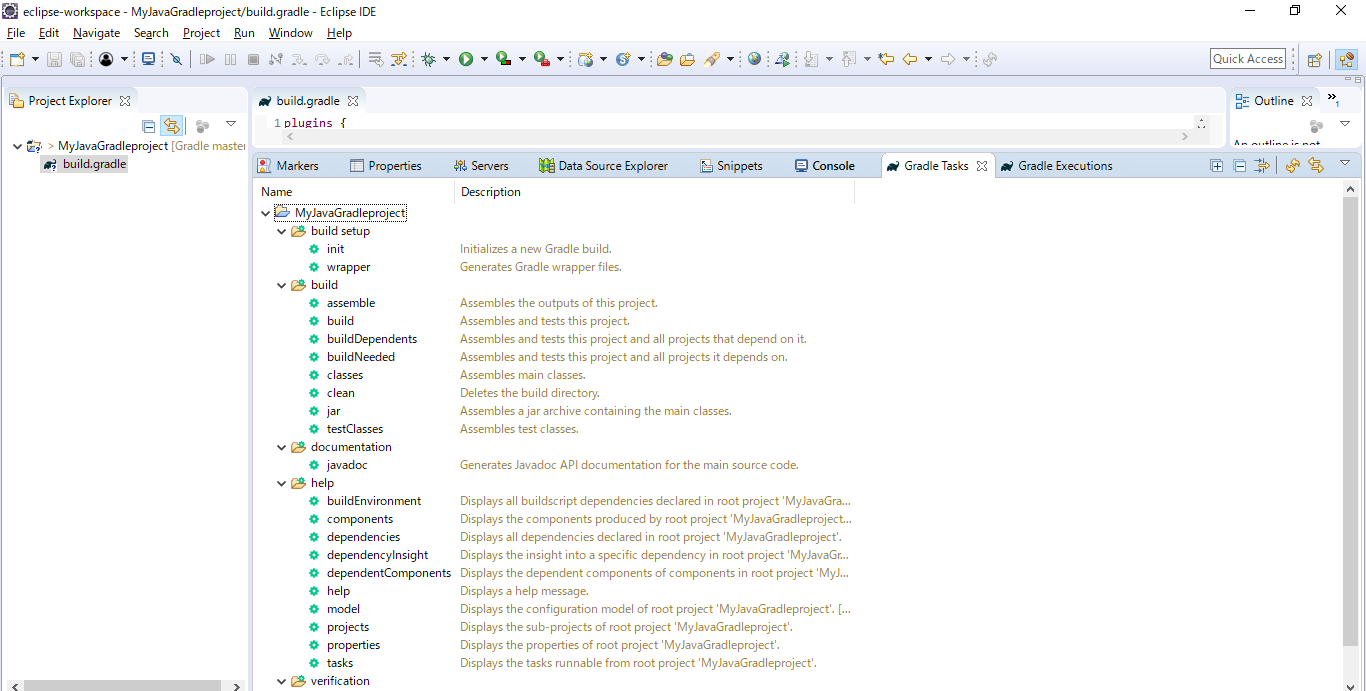 eclipse-workspace - MyJavaGradleproject/build.gradle - Eclipse IDE
File Edit Navigate Search Project Run Window Help
Quick Access
Project Explorer
MyJavaGradleproject [Gradle master
build.gradle
build.gradle
1 plugins {
Outline
An outline is not
Markers Properties Servers Data Source Explorer Snippets Console Gradle Tasks Gradle Executions
Name Description
MyJavaGradleproject
build setup
init Initializes a new Gradle build.
wrapper Generates Gradle wrapper files.
build
assemble Assembles the outputs of this project.
build Assembles and tests this project.
buildDependents Assembles and tests this project and all projects that depend on it.
buildNeeded Assembles and tests this project and all projects it depends on.
classes Assembles main classes.
clean Deletes the build directory.
jar Assembles a jar archive containing the main classes.
testClasses Assembles test classes.
documentation
javadoc Generates Javadoc API documentation for the main source code.
help
buildEnvironment Displays all buildscript dependencies declared in root project 'MyJavaGra...
components Displays the components produced by root project 'MyJavaGradleproject...
dependencies Displays all dependencies declared in root project 'MyJavaGradleproject'.
dependencyInsight Displays the insight into a specific dependency in root project 'MyJavaGr...
dependentComponents Displays the dependent components of components in root project 'MyJ...
help Displays a help message.
model Displays the configuration model of root project 'MyJavaGradleproject'. [...
projects Displays the sub-projects of root project 'MyJavaGradleproject'.
properties Displays the properties of root project 'MyJavaGradleproject'.
tasks Displays the tasks runnable from root project 'MyJavaGradleproject'.
verification